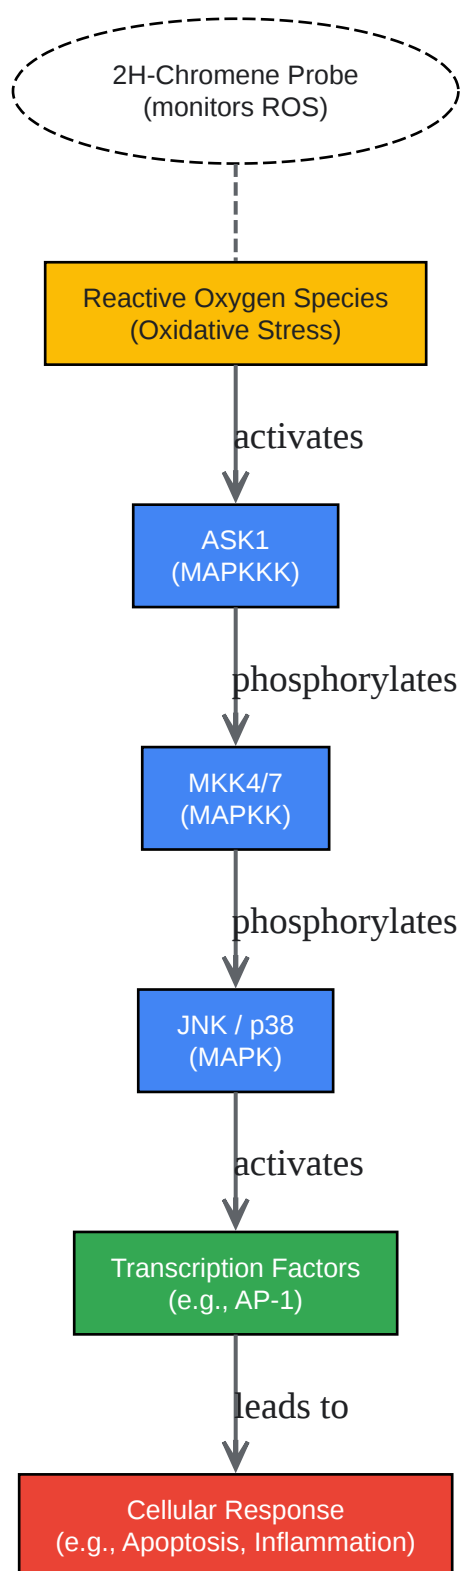 2H-Chromene Probe
(monitors ROS)
Reactive Oxygen Species
(Oxidative Stress)
activates
ASK1
(MAPKKK)
phosphorylates
MKK4/7
(MAPKK)
phosphorylates
JNK / p38
(MAPK)
activates
Transcription Factors
(e.g., AP-1)
leads to
Cellular Response
(e.g., Apoptosis, Inflammation)